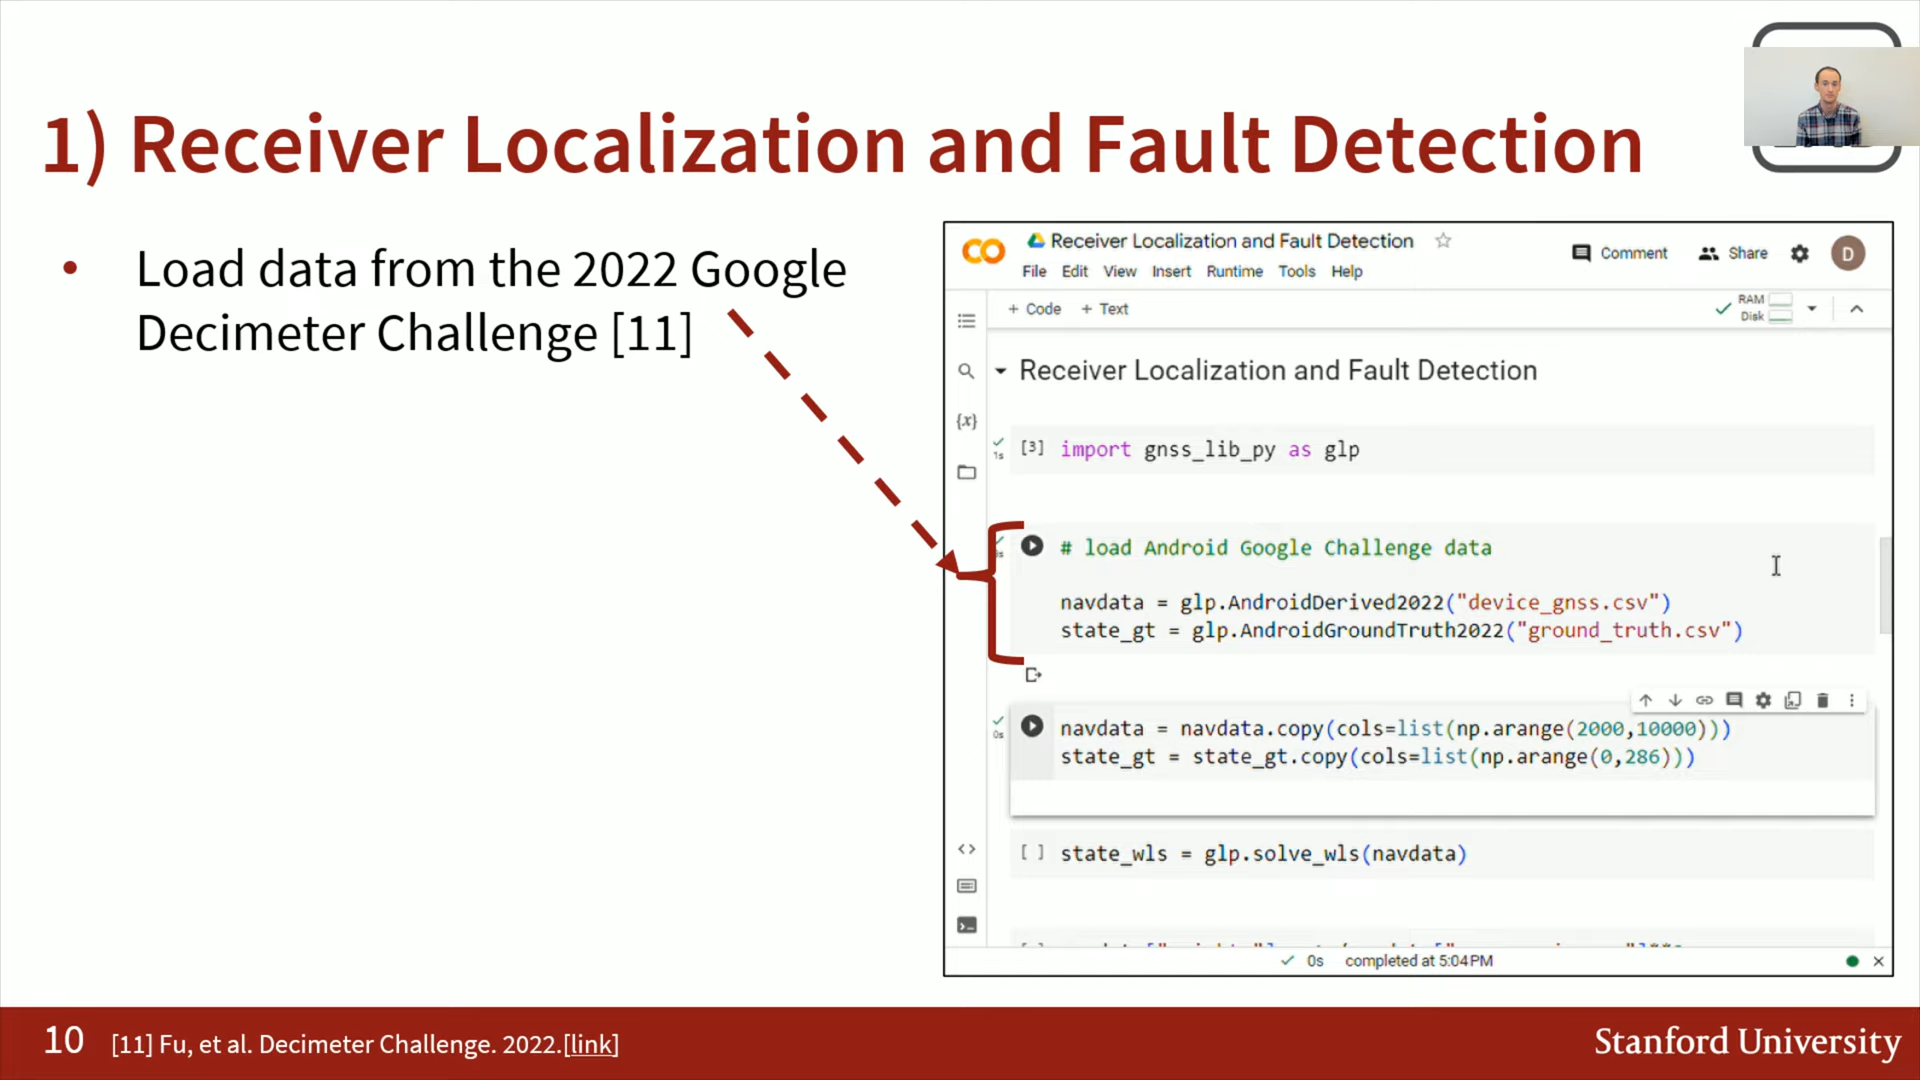 1) Receiver Localization and Fault Detection
• Load data from the 2022 Google
Decimeter Challenge [11]
Receiver Localization and Fault Detection
Comment
Share
D
File Edit View Insert Runtime Tools Help
+ Code + Text
RAM
Disk
Receiver Localization and Fault Detection
{x}
1s
[3] import gnss_lib_py as glp
# load Android Google Challenge data
navdata = glp.AndroidDerived2022("device_gnss.csv")
state_gt = glp.AndroidGroundTruth2022("ground_truth.csv")
0s
navdata = navdata.copy(cols=list(np.arange(2000,10000)))
state_gt = state_gt.copy(cols=list(np.arange(0,286)))
[ ] state_wls = glp.solve_wls(navdata)
0s completed at 5:04 PM
10 [11] Fu, et al. Decimeter Challenge. 2022.[link]
Stanford University